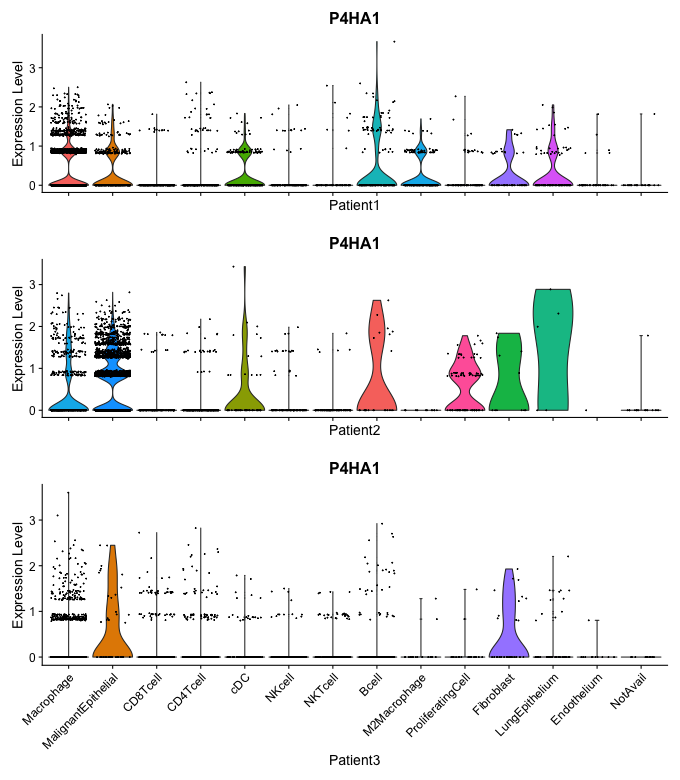 P4HA1
Expression Level
3
2
1
0
Patient1
P4HA1
Expression Level
3
2
1
0
Patient2
P4HA1
Expression Level
3
2
1
0
Macrophage
MalignantEpithelial
CD8Tcell
CD4Tcell
cDC
NKcell
NKTcell
Bcell
M2Macrophage
ProliferatingCell
Fibroblast
LungEpithelium
Endothelium
NotAvail
Patient3